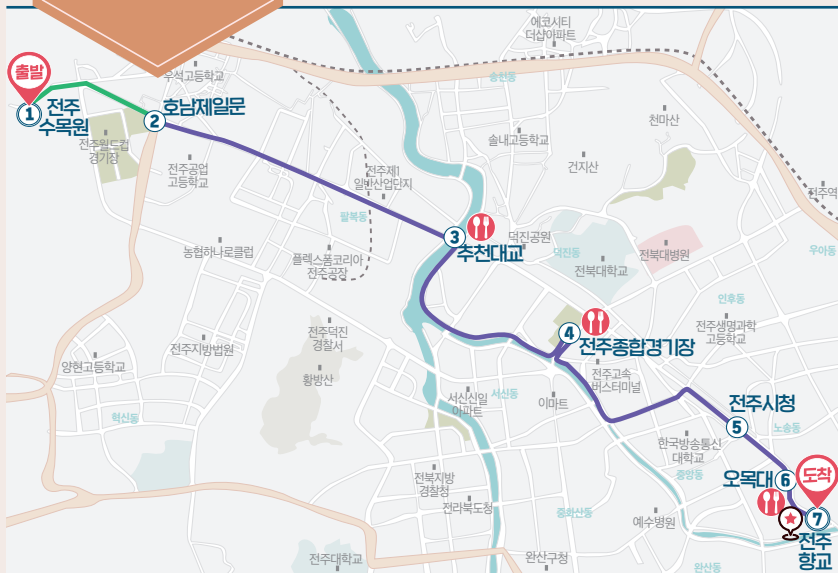 에코시티
더샵아파트
출발
우석고등학교
송천동
1
전주
수목원
2
호남제일문
전주월드컵
경기장
천마산
솔내고등학교
전주공업
고등학교
전주제1
일반산업단지
건지산
전주역
팔복동
3
추천대교
덕진공원
덕진동
전북대학교
전북대병원
우아동
농협하나로클럽
플렉스폼코리아
전주공장
인후동
전주덕진
경찰서
4
전주종합경기장
전주생명과학
고등학교
양현고등학교
전주지방법원
황방산
전주고속
버스터미널
서신신일
아파트
서신동
이마트
전주시청
5
노송동
혁신동
한국방송통신
대학교
중앙동
전북지방
경찰청
오목대
6
도착
전라북도청
중화산동
예수병원
7
전주
향교
전주대학교
완산구청
완산동